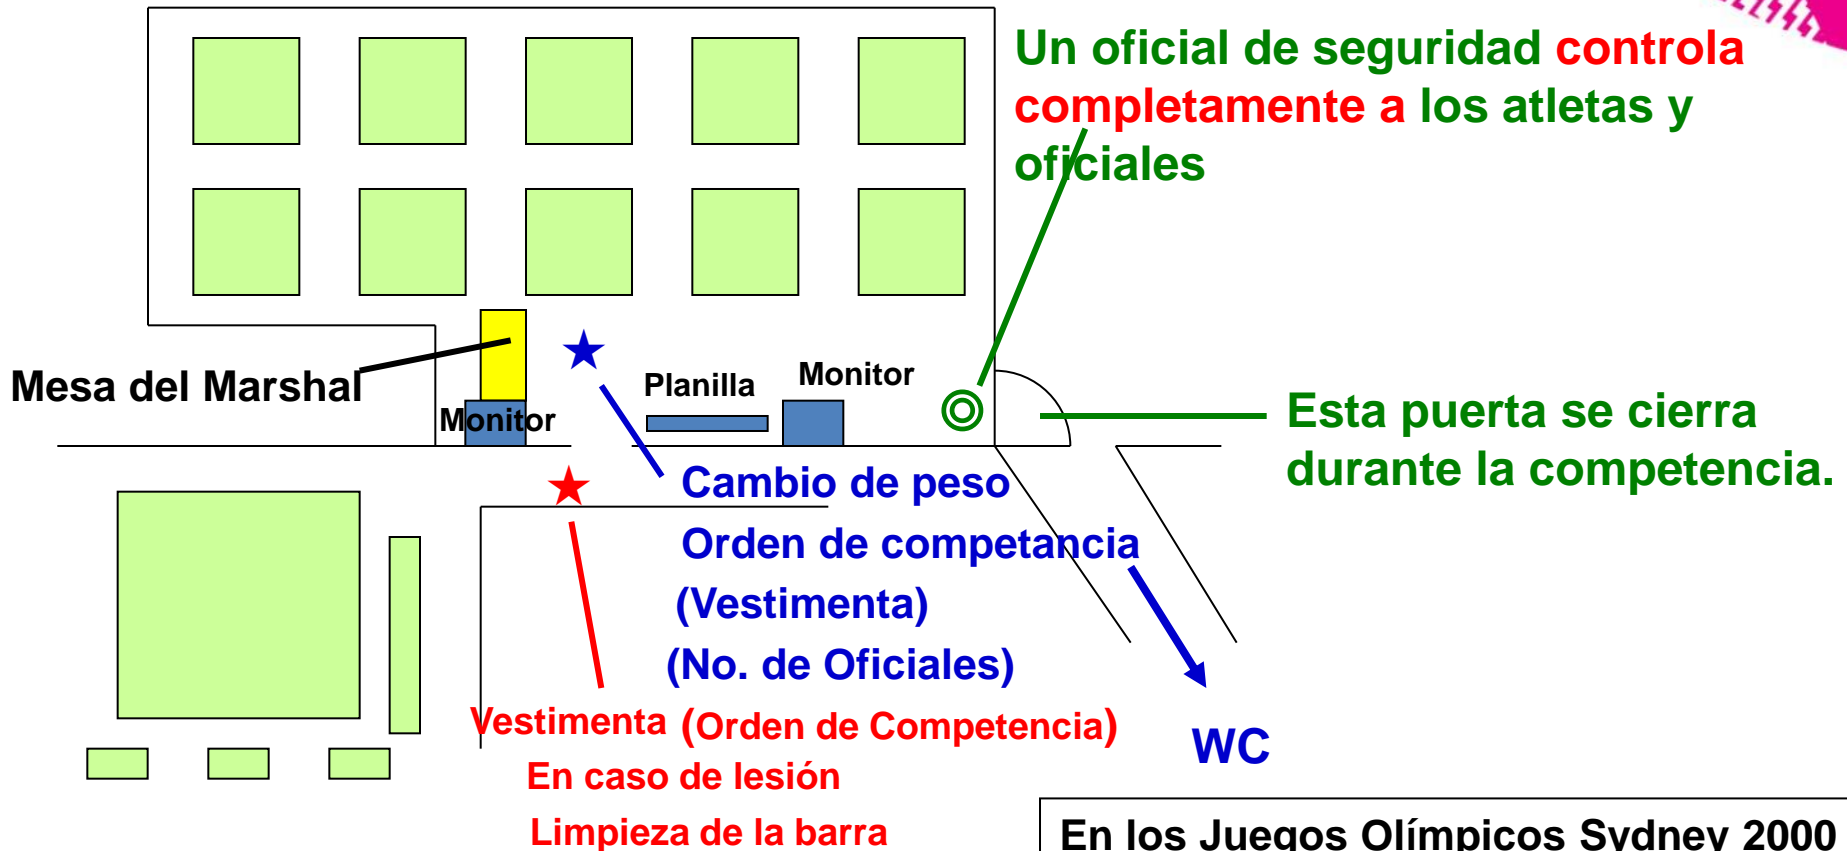 Un oficial de seguridad controla
completamente a los atletas y
oficiales
Mesa del Marshal
Monitor
Planilla
Monitor
Esta puerta se cierra
durante la competencia.
Cambio de peso
Orden de competancia
(Vestimenta)
(No. de Oficiales)
Vestimenta (Orden de Competencia)
En caso de lesión
Limpieza de la barra
WC
En los Juegos Olímpicos Sydney 2000